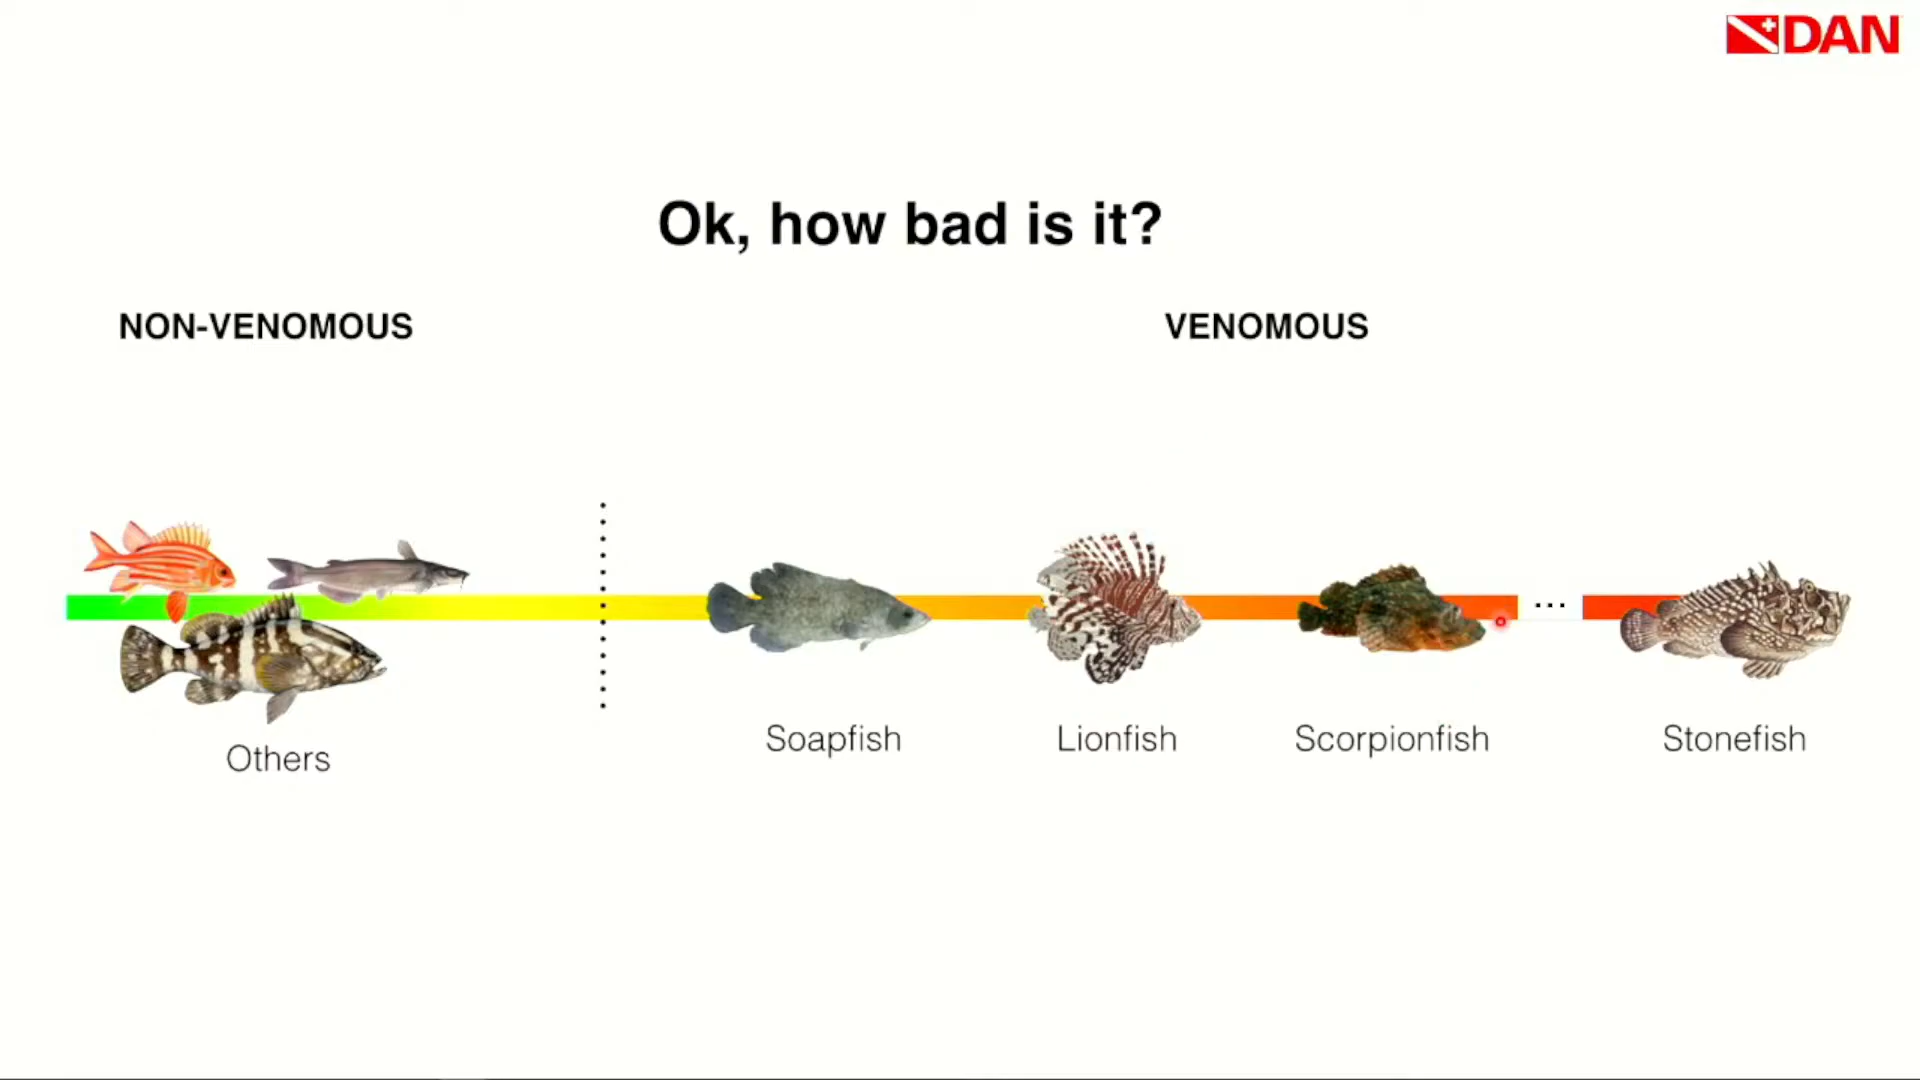 DAN
Ok, how bad is it?
NON-VENOMOUS
VENOMOUS
...
Soapfish
Lionfish
Scorpionfish
Stonefish
Others